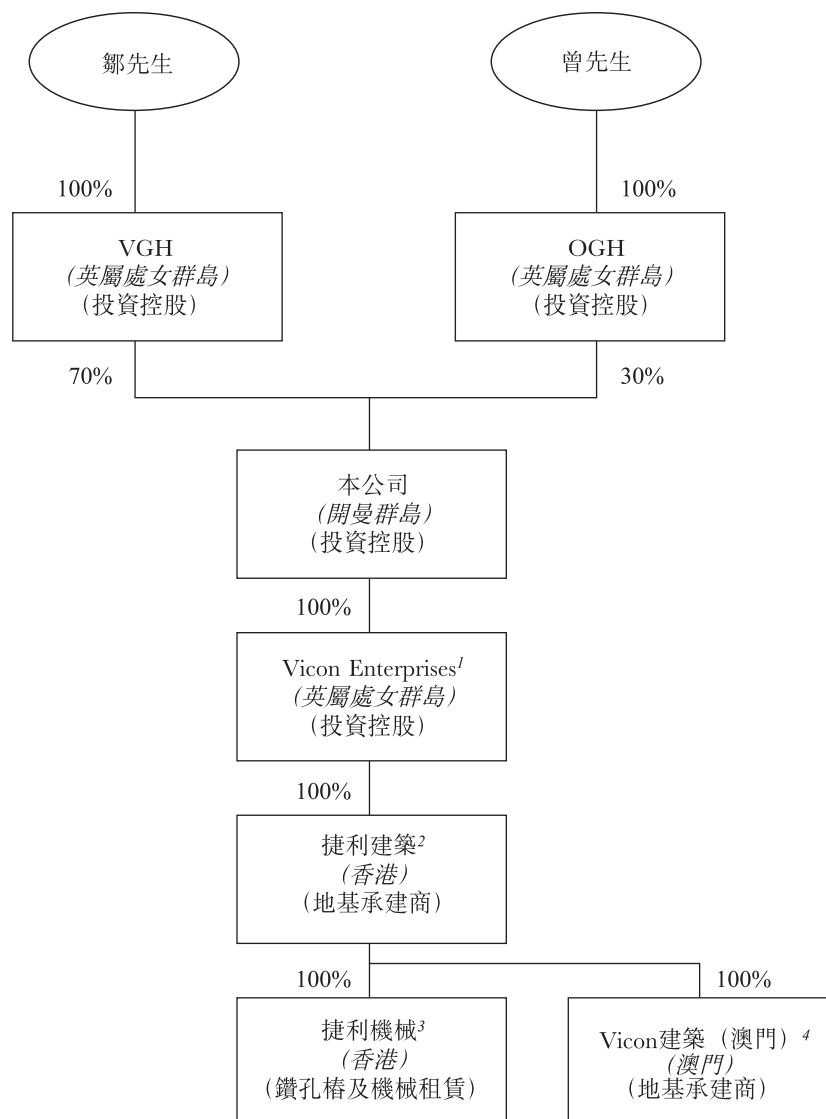 鄒先生
曾先生
100%
100%
VGH
(英屬處女群島)
(投資控股)
OGH
(英屬處女群島)
(投資控股)
70%
30%
本公司
(開曼群島)
(投資控股)
100%
Vicon Enterprises1
(英屬處女群島)
(投資控股)
100%
捷利建築2
(香港)
(地基承建商)
100%
100%
捷利機械3
(香港)
(鑽孔樁及機械租賃)
Vicon建築（澳門）4
(澳門)
(地基承建商)